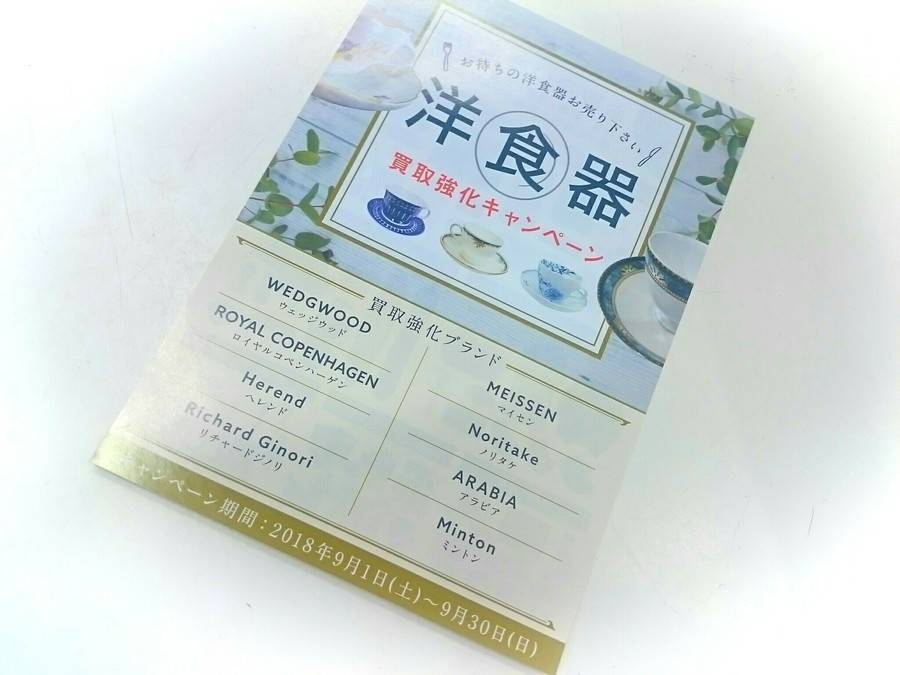 お待ちの洋食器お売り下さい
洋食器
買取強化キャンペーン
買取強化ブランド
WEDGWOOD
ウェッジウッド
ROYAL COPENHAGEN
ロイヤルコペンハーゲン
Herend
ヘレンド
Richard Ginori
リチャードジノリ
MEISSEN
マイセン
Noritake
ノリタケ
ARABIA
アラビア
Minton
ミントン
キャンペーン期間：2018年9月1日(土)～9月30日(日)